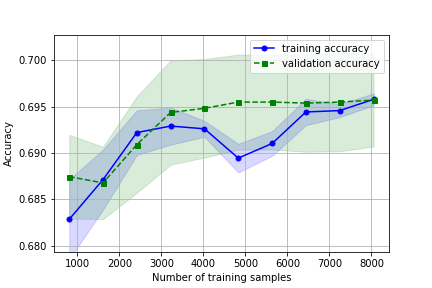 training accuracy
validation accuracy
0.700
0.695
0.690
0.685
0.680
Accuracy
1000 2000 3000 4000 5000 6000 7000 8000
Number of training samples